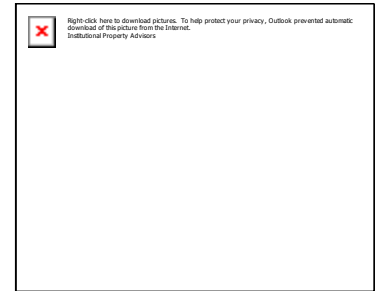 Right-click here to download pictures. To help protect your privacy, Outlook prevented automatic
download of this picture from the Internet.
Institutional Property Advisors